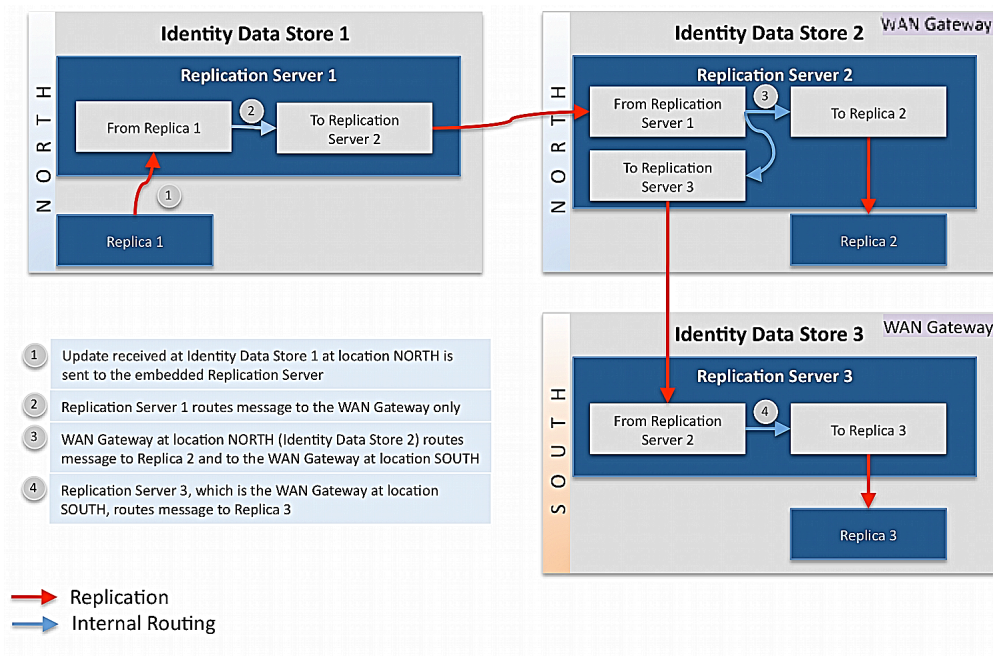 Identity Data Store 1
NORTH
Replication Server 1
From Replica 1
2
To Replication
Server 2
1
Replica 1
Identity Data Store 2
WAN Gateway
NORTH
Replication Server 2
From Replication
Server 1
3
To Replica 2
To Replication
Server 3
Replica 2
Identity Data Store 3
WAN Gateway
SOUTH
Replication Server 3
From Replication
Server 2
4
To Replica 3
Replica 3
1 Update received at Identity Data Store 1 at location NORTH is
sent to the embedded Replication Server
2 Replication Server 1 routes message to the WAN Gateway only
3 WAN Gateway at location NORTH (Identity Data Store 2) routes
message to Replica 2 and to the WAN Gateway at location SOUTH
4 Replication Server 3, which is the WAN Gateway at location
SOUTH, routes message to Replica 3
Replication
Internal Routing